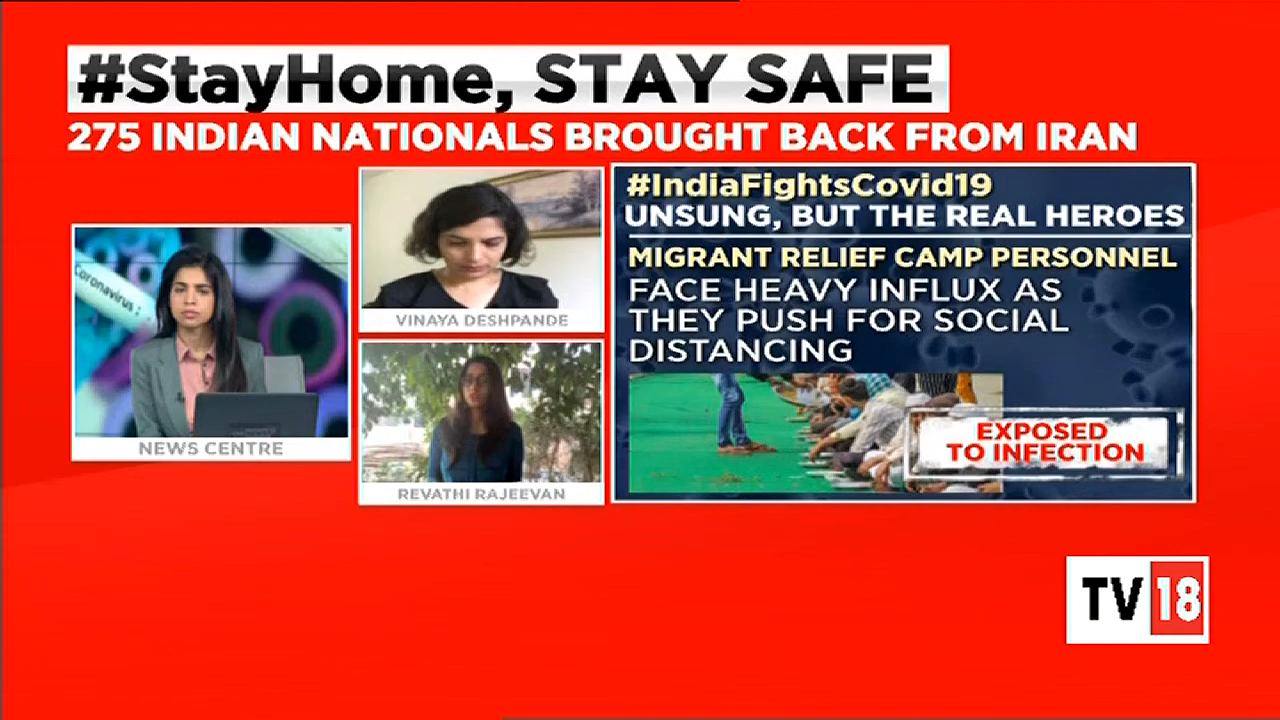 #StayHome, STAY SAFE
275 INDIAN NATIONALS BROUGHT BACK FROM IRAN
Coronavirus:
NEWS CENTRE
VINAYA DESHPANDE
REVATHI RAJEEVAN
#IndiaFightsCovid19
UNSUNG, BUT THE REAL HEROES
MIGRANT RELIEF CAMP PERSONNEL
FACE HEAVY INFLUX AS
THEY PUSH FOR SOCIAL
DISTANCING
EXPOSED
TO INFECTION
TV18